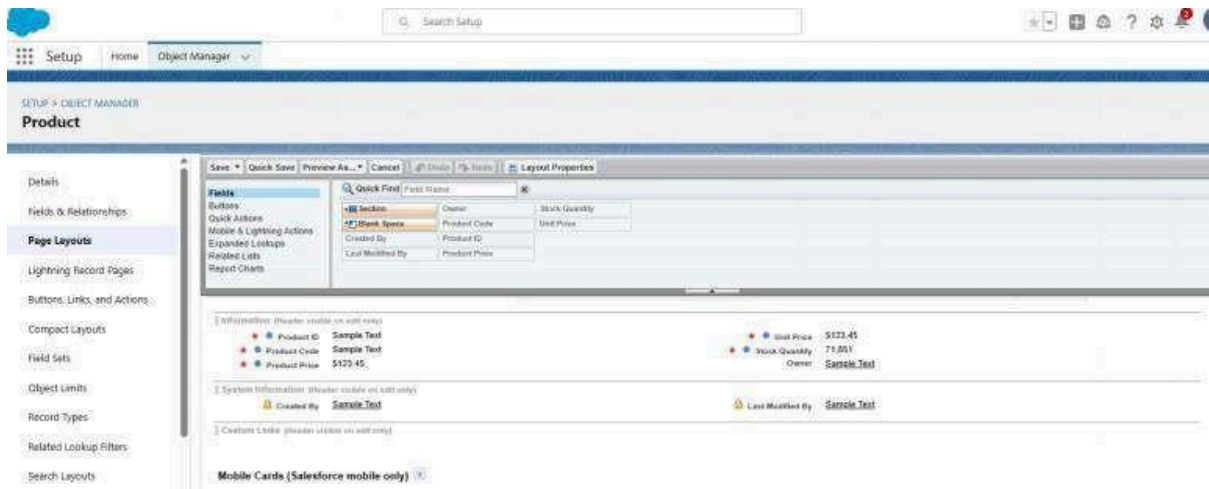 Search Setup
Setup Home Object Manager
SETUP > OBJECT MANAGER
Product
Details
Fields & Relationships
Page Layouts
Lightning Record Pages
Buttons, Links, and Actions
Compact Layouts
Field Sets
Object Limits
Record Types
Related Lookup Filters
Search Layouts
Save Quick Save Preview As... Cancel Undo Redo Layout Properties
Fields
Buttons
Quick Actions
Mobile & Lightning Actions
Expanded Lookups
Related Lists
Report Charts
Quick Find Field Name
Section Owner Stock Quantity
Blank Space Product Code Unit Price
Created By Product ID
Last Modified By Product Price
Information (Header visible on edit only)
Product ID Sample Text Unit Price $123.45
Product Code Sample Text Stock Quantity 71,851
Product Price $123.45 Owner Sample Text
System Information (Header visible on edit only)
Created By Sample Text Last Modified By Sample Text
Custom Links (Header visible on edit only)
Mobile Cards (Salesforce mobile only)